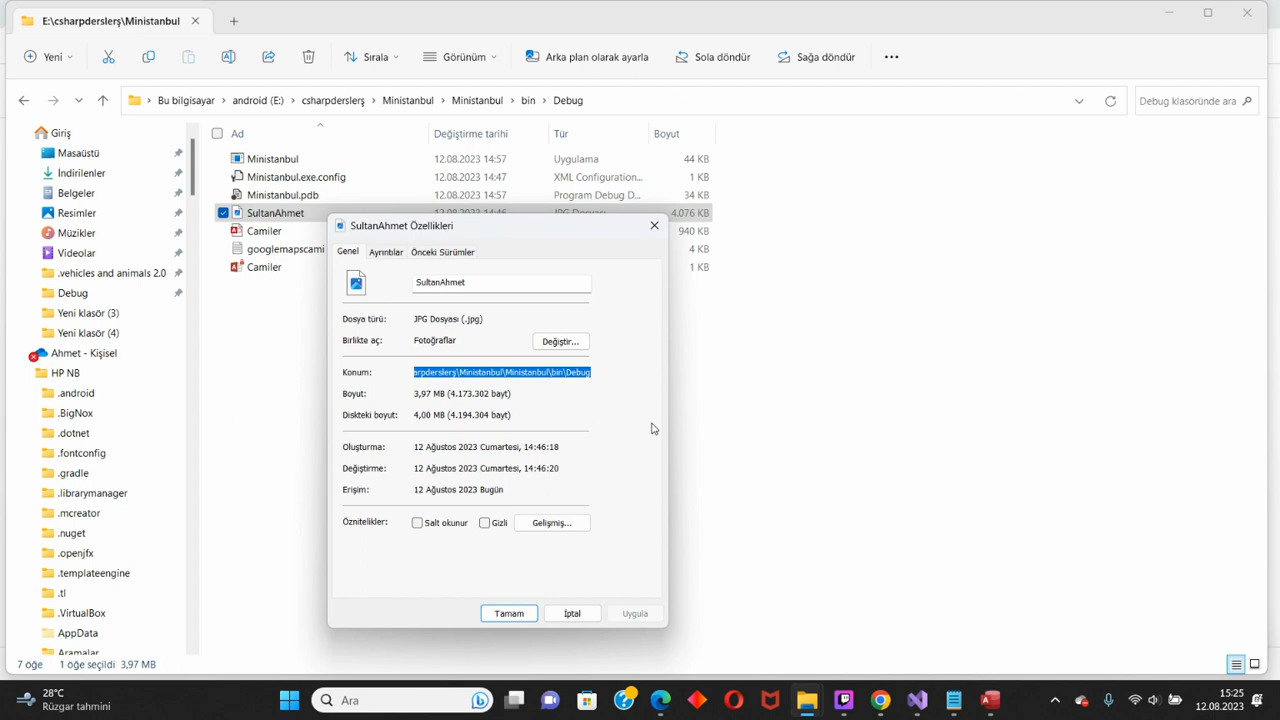 E:\csharpderslerş\Ministanbul
Yeni
Sırala
Görünüm
Arka plan olarak ayarla
Sola döndür
Sağa döndür
Bu bilgisayar > android (E:) > csharpderslerş > Ministanbul > Ministanbul > bin > Debug
Debug klasöründe ara
Giriş
Masaüstü
İndirilenler
Belgeler
Resimler
Müzikler
Videolar
.vehicles and animals 2.0
Debug
Yeni klasör (3)
Yeni klasör (4)
Ahmet - Kişisel
HP NB
.android
.BigNox
.dotnet
.fontconfig
.gradle
.librarymanager
.mcreator
.nuget
.openjfx
.templateengine
.tl
.VirtualBox
AppData
Aramalar
Ad Değiştirme tarihi Tür Boyut
Ministanbul 12.08.2023 14:57 Uygulama 44 KB
Ministanbul.exe.config 12.08.2023 14:47 XML Configuration... 1 KB
Ministanbul.pdb 12.08.2023 14:57 Program Debug D... 34 KB
SultanAhmet 12.08.2023 14:46 JPG Dosyası 4.076 KB
Camiler 940 KB
googlemapscami 4 KB
Camiler 1 KB
SultanAhmet Özellikleri
Genel Ayrıntılar Önceki Sürümler
SultanAhmet
Dosya türü: JPG Dosyası (.jpg)
Birlikte aç: Fotoğraflar Değiştir...
Konum: arpderslerş\Ministanbul\Ministanbul\bin\Debug
Boyut: 3,97 MB (4.173.302 bayt)
Diskteki boyut: 4,00 MB (4.194.304 bayt)
Oluşturma: 12 Ağustos 2023 Cumartesi, 14:46:18
Değiştirme: 12 Ağustos 2023 Cumartesi, 14:46:20
Erişim: 12 Ağustos 2023 Bugün
Öznitelikler: Salt okunur Gizli Gelişmiş...
Tamam İptal Uygula
7 öğe 1 öğe seçildi 3,97 MB
28°C
Rüzgar tahmini
Ara
15:25
12.08.2023